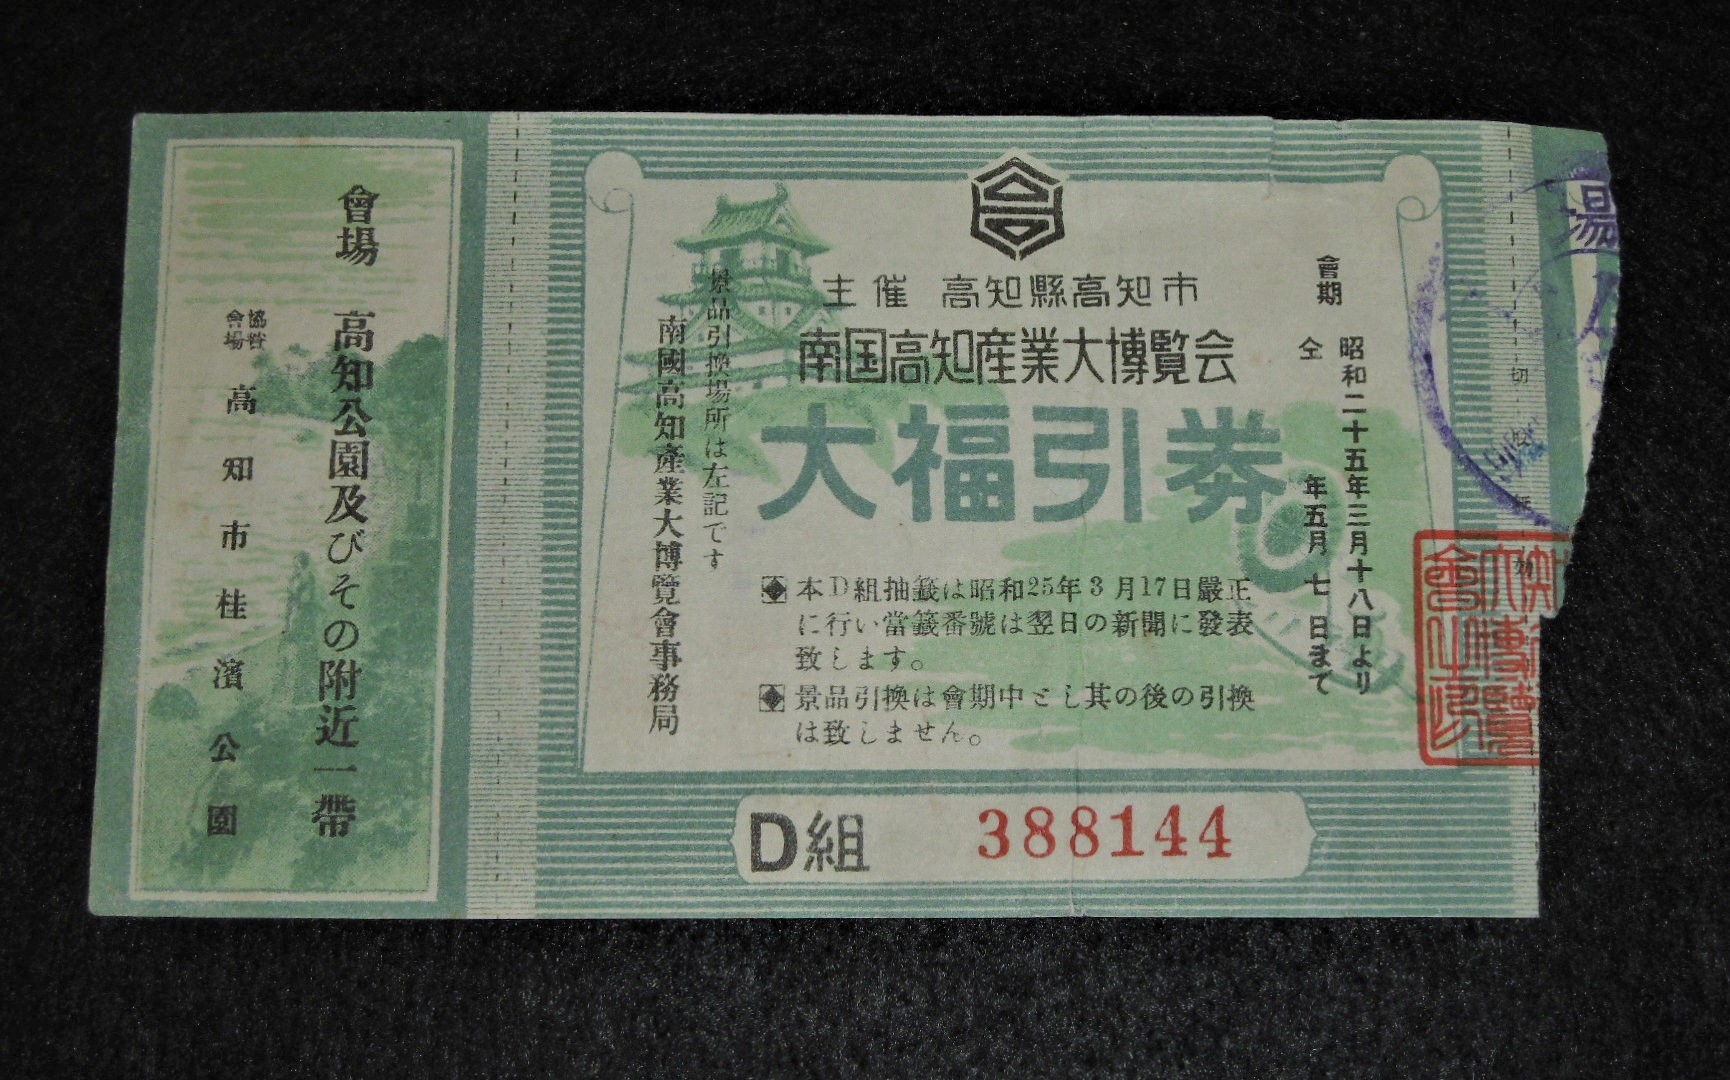 主催 高知縣高知市
南国高知産業大博覧会
大福引券
會期
昭和二十五年三月十八日より
仝 年五月七日まで
◈本D組抽籤は昭和25年3月17日嚴正
に行い當籤番號は翌日の新聞に發表
致します。
◈景品引換は會期中とし其の後の引換
は致しません。
景品引換場所は左記です
南國高知産業大博覽會事務局
D組 388144
會場 高知公園及びその附近一帶
協賛會場 高知市桂濱公園
場
切